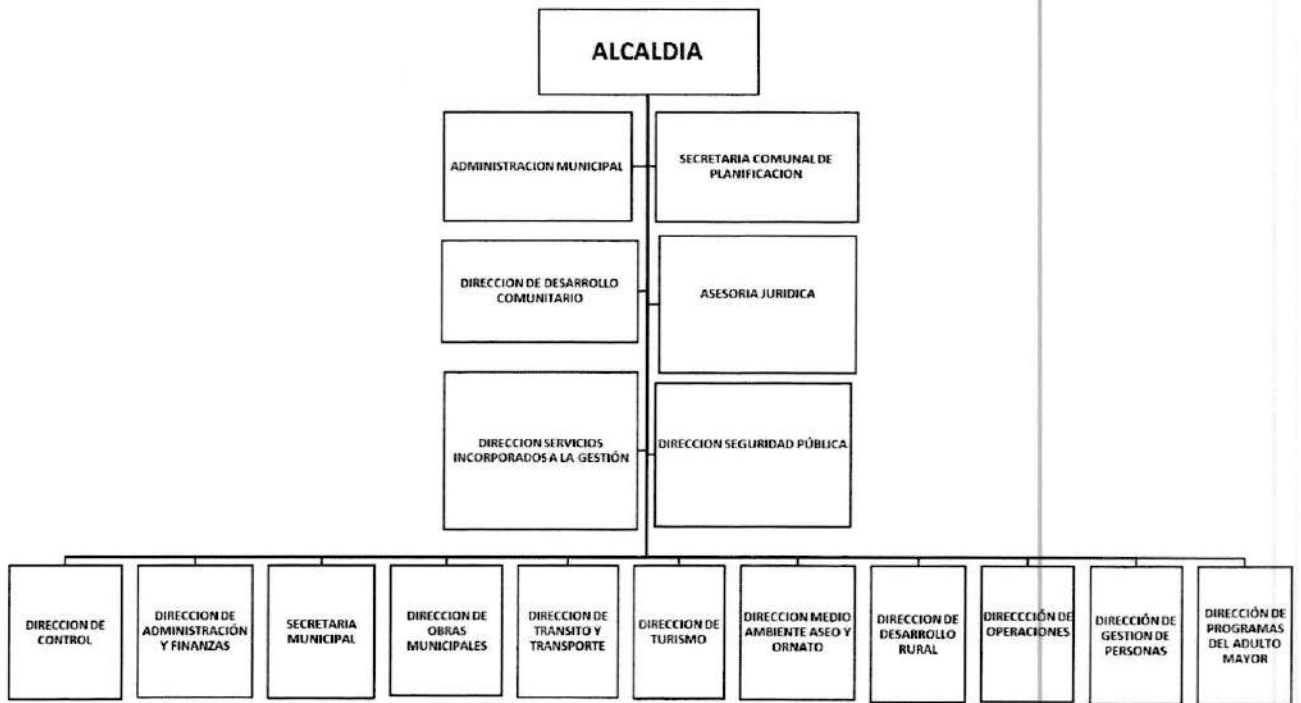 ALCALDIA
ADMINISTRACION MUNICIPAL
SECRETARIA COMUNAL DE
PLANIFICACION
DIRECCION DE DESARROLLO
COMUNITARIO
ASESORIA JURIDICA
DIRECCION SERVICIOS
INCORPORADOS A LA GESTIÓN
DIRECCION SEGURIDAD PÚBLICA
DIRECCION DE
CONTROL
DIRECCION DE
ADMINISTRACIÓN
Y FINANZAS
SECRETARIA
MUNICIPAL
DIRECCION DE
OBRAS
MUNICIPALES
DIRECCION DE
TRANSITO Y
TRANSPORTE
DIRECCION DE
TURISMO
DIRECCION MEDIO
AMBIENTE ASEO Y
ORNATO
DIRECCION DE
DESARROLLO
RURAL
DIRECCCIÓN DE
OPERACIONES
DIRECCIÓN DE
GESTION DE
PERSONAS
DIRECCIÓN DE
PROGRAMAS
DEL ADULTO
MAYOR